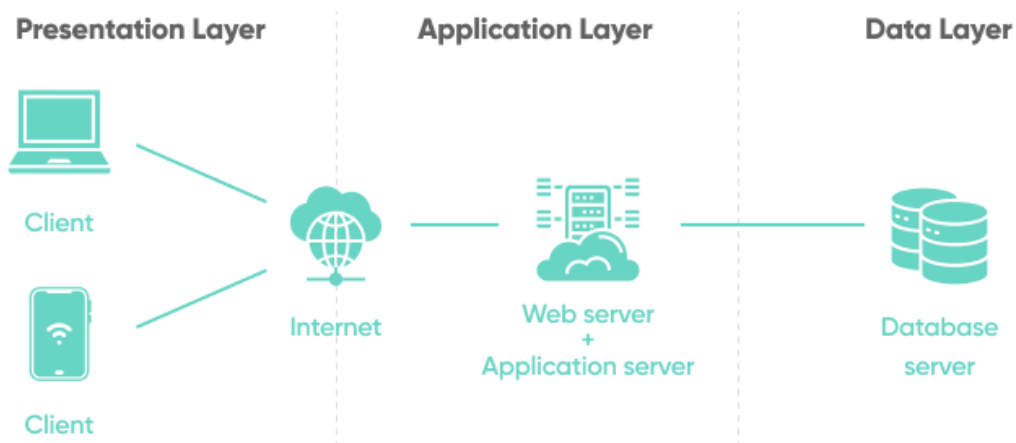 Presentation Layer
Application Layer
Data Layer
Client
Client
Internet
Web server
+
Application server
Database
server